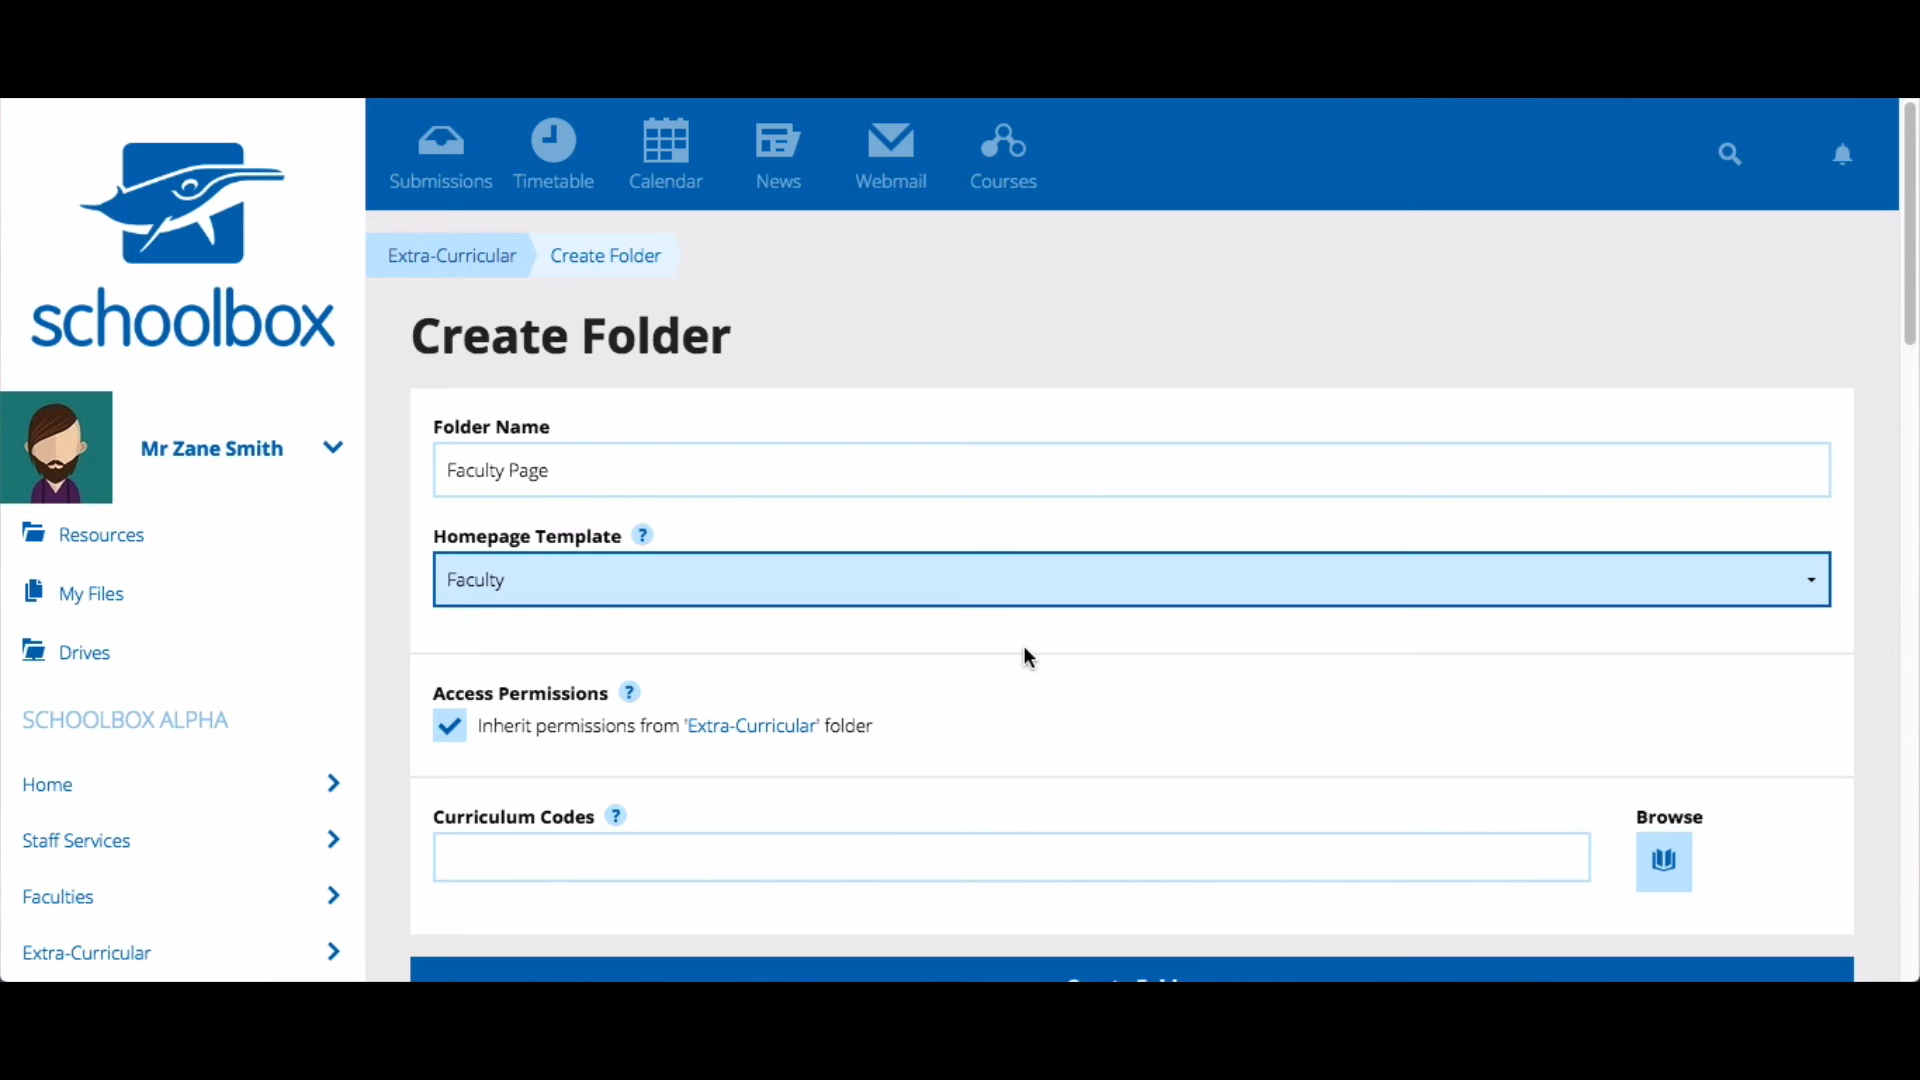 schoolbox
Mr Zane Smith
Resources
My Files
Drives
SCHOOLBOX ALPHA
Home
Staff Services
Faculties
Extra-Curricular
Submissions
Timetable
Calendar
News
Webmail
Courses
Extra-Curricular
Create Folder
Create Folder
Folder Name
Faculty Page
Homepage Template ?
Faculty
Access Permissions ?
Inherit permissions from 'Extra-Curricular' folder
Curriculum Codes ?
Browse